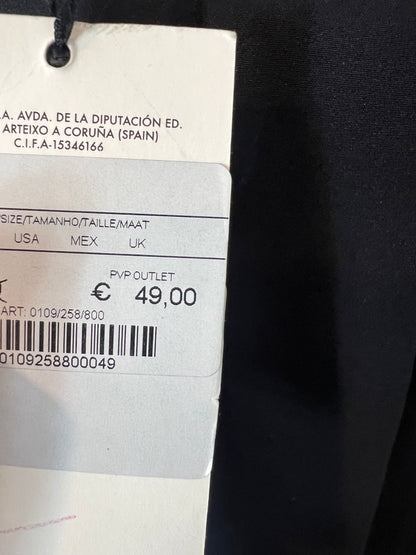 .A. AVDA. DE LA DIPUTACIÓN ED.
ARTEIXO A CORUÑA (SPAIN)
C.I.F.A-15346166
/SIZE/TAMANHO/TAILLE/MAAT
USA MEX UK
PVP OUTLET
€ 49,00
ART: 0109/258/800
0109258800049